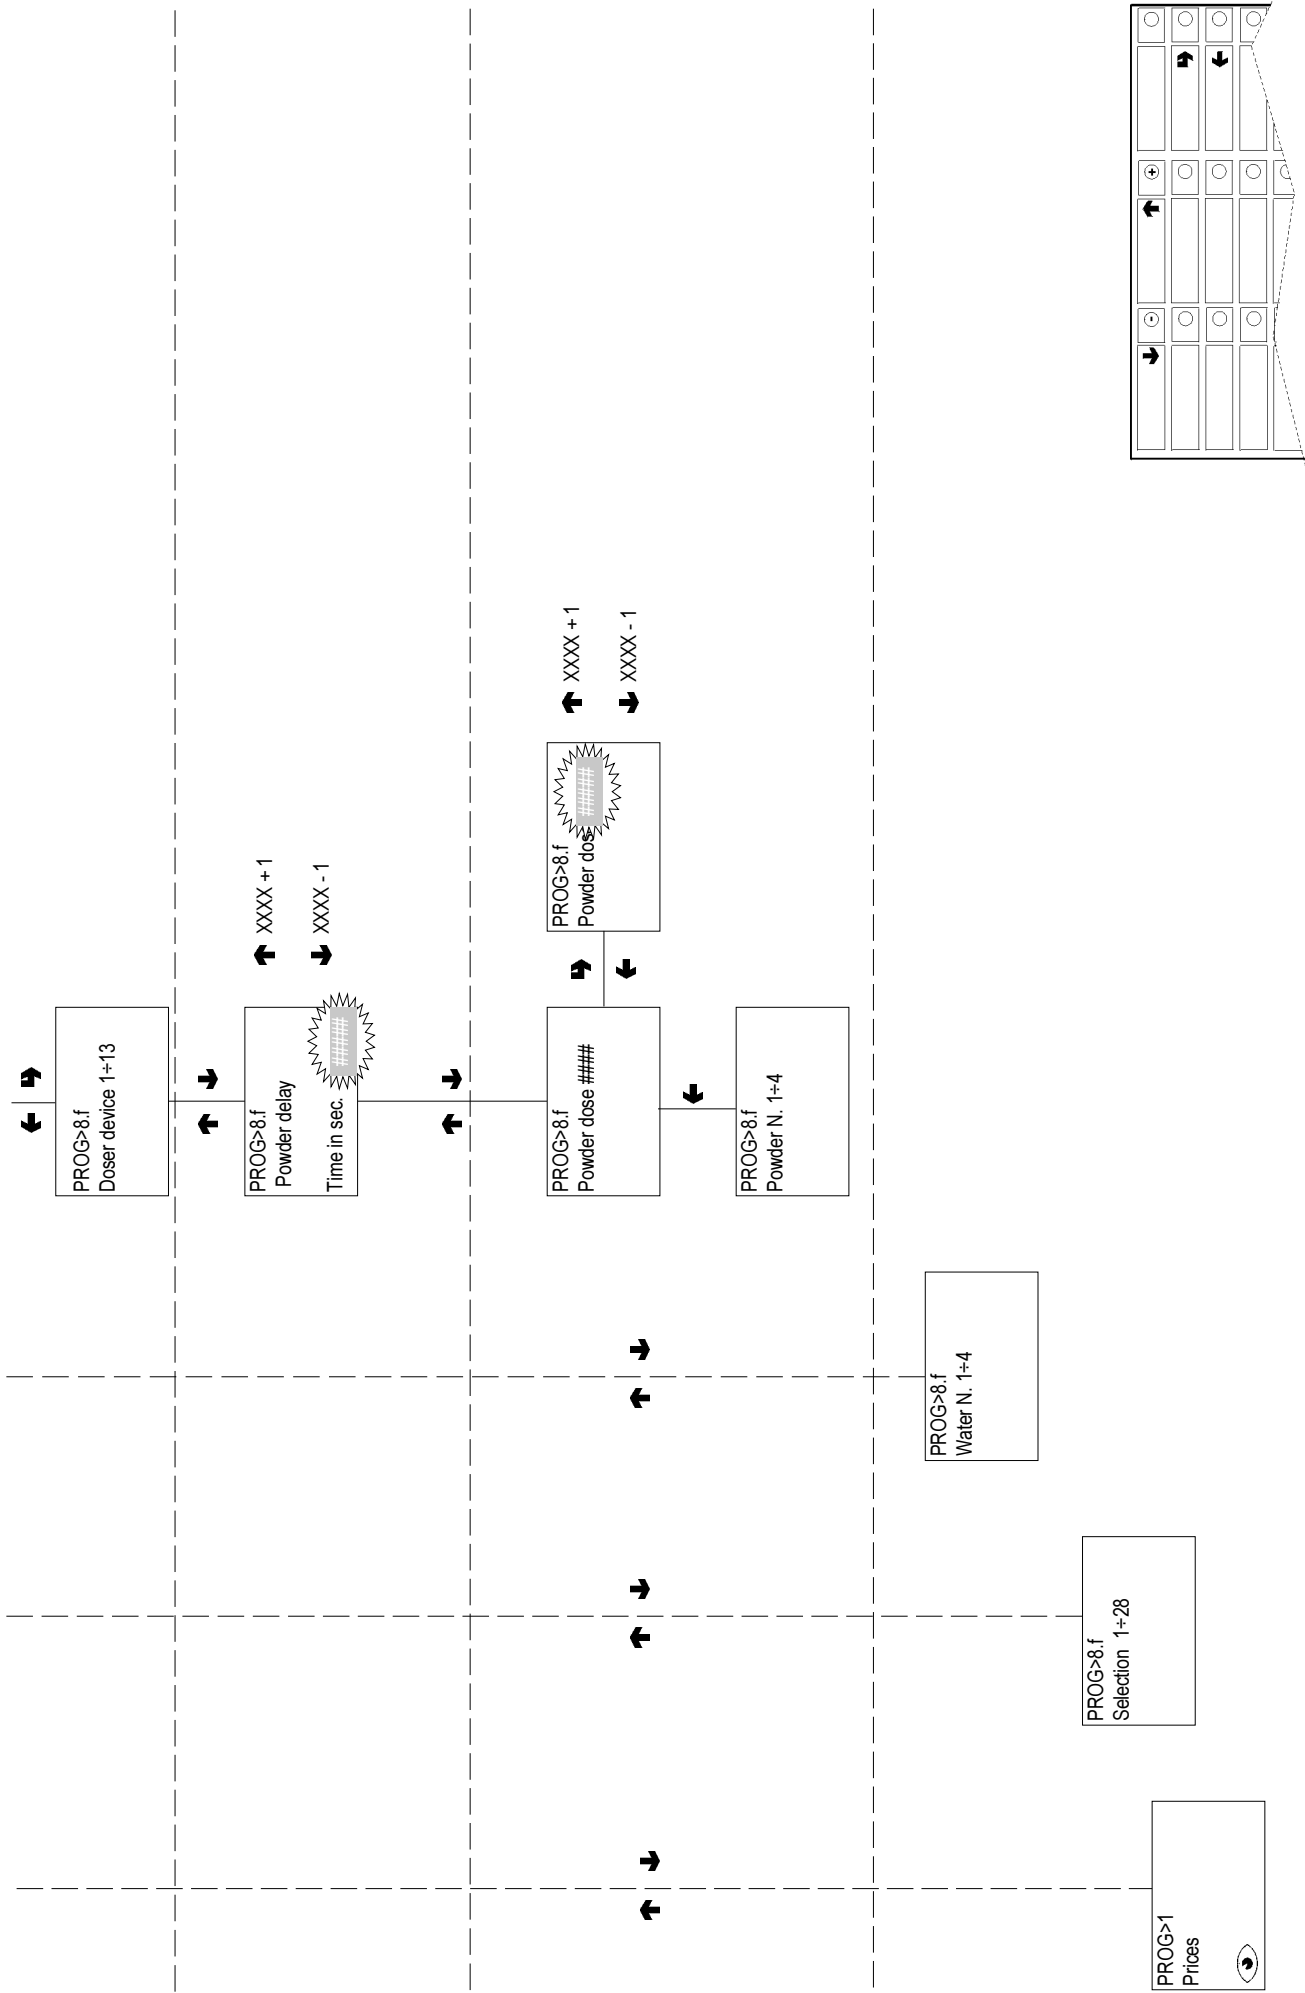 PROG>8.f
Doser device 1÷13
PROG>8.f
Powder delay
Time in sec. ####
XXXX + 1
XXXX - 1
PROG>8.f
Powder dose ####
PROG>8.f
Powder dos ####
XXXX + 1
XXXX - 1
PROG>8.f
Powder N. 1÷4
PROG>8.f
Water N. 1÷4
PROG>8.f
Selection 1÷28
PROG>1
Prices
-
+